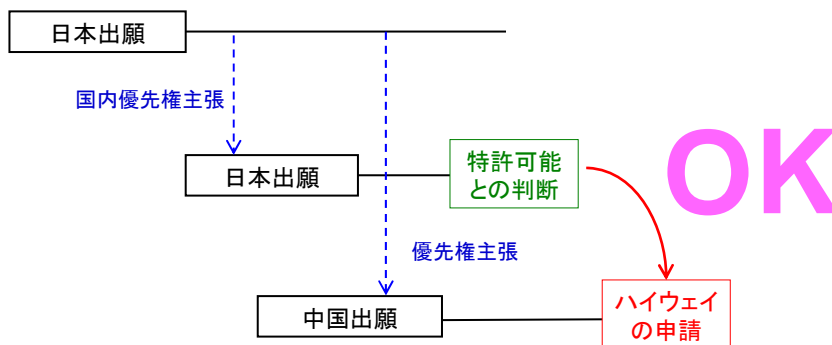 日本出願
国内優先権主張
日本出願
特許可能
との判断
OK
優先権主張
中国出願
ハイウェイ
の申請